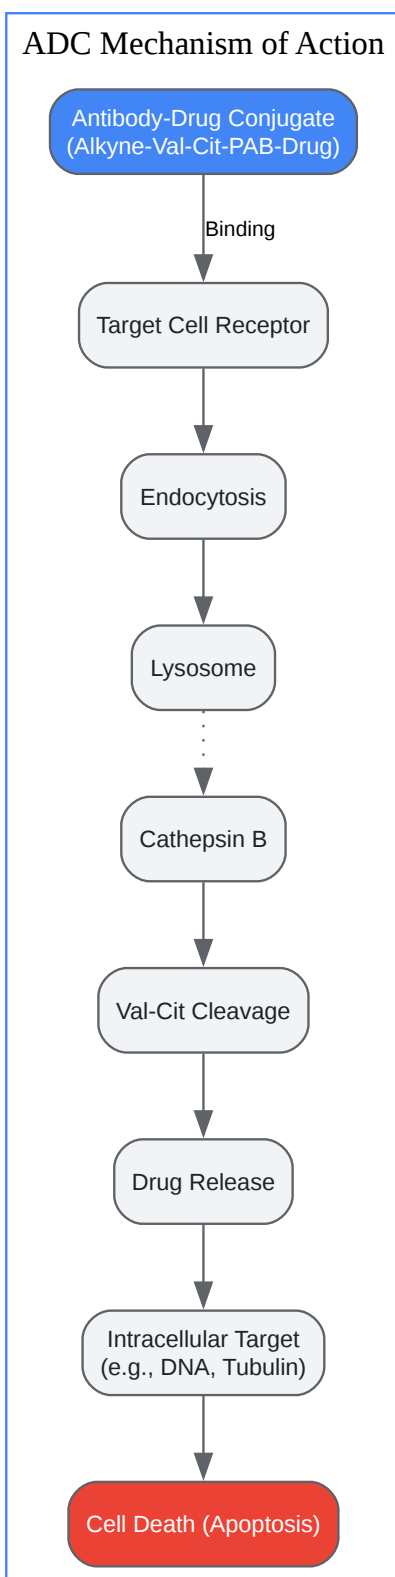 ADC Mechanism of Action
Antibody-Drug Conjugate
(Alkyne-Val-Cit-PAB-Drug)
Binding
Target Cell Receptor
Endocytosis
Lysosome
Cathepsin B
Val-Cit Cleavage
Drug Release
Intracellular Target
(e.g., DNA, Tubulin)
Cell Death (Apoptosis)